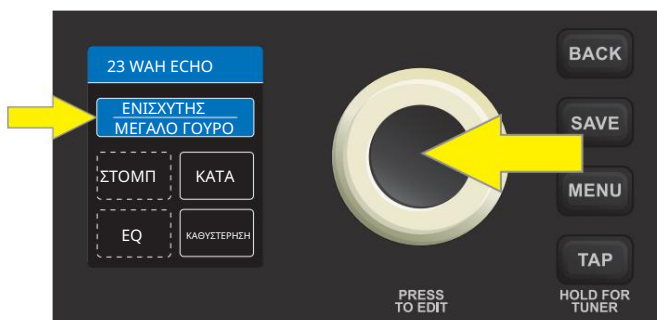 23 WAH ECHO
ΕΝΙΣΧΥΤΗΣ
ΜΕΓΑΛΟ ΓΟΥΡΟ
ΣΤΟΜΠ
ΚΑΤΑ
EQ
ΚΑΘΥΣΤΕΡΗΣΗ
PRESS
TO EDIT
BACK
SAVE
MENU
TAP
HOLD FOR
TUNER